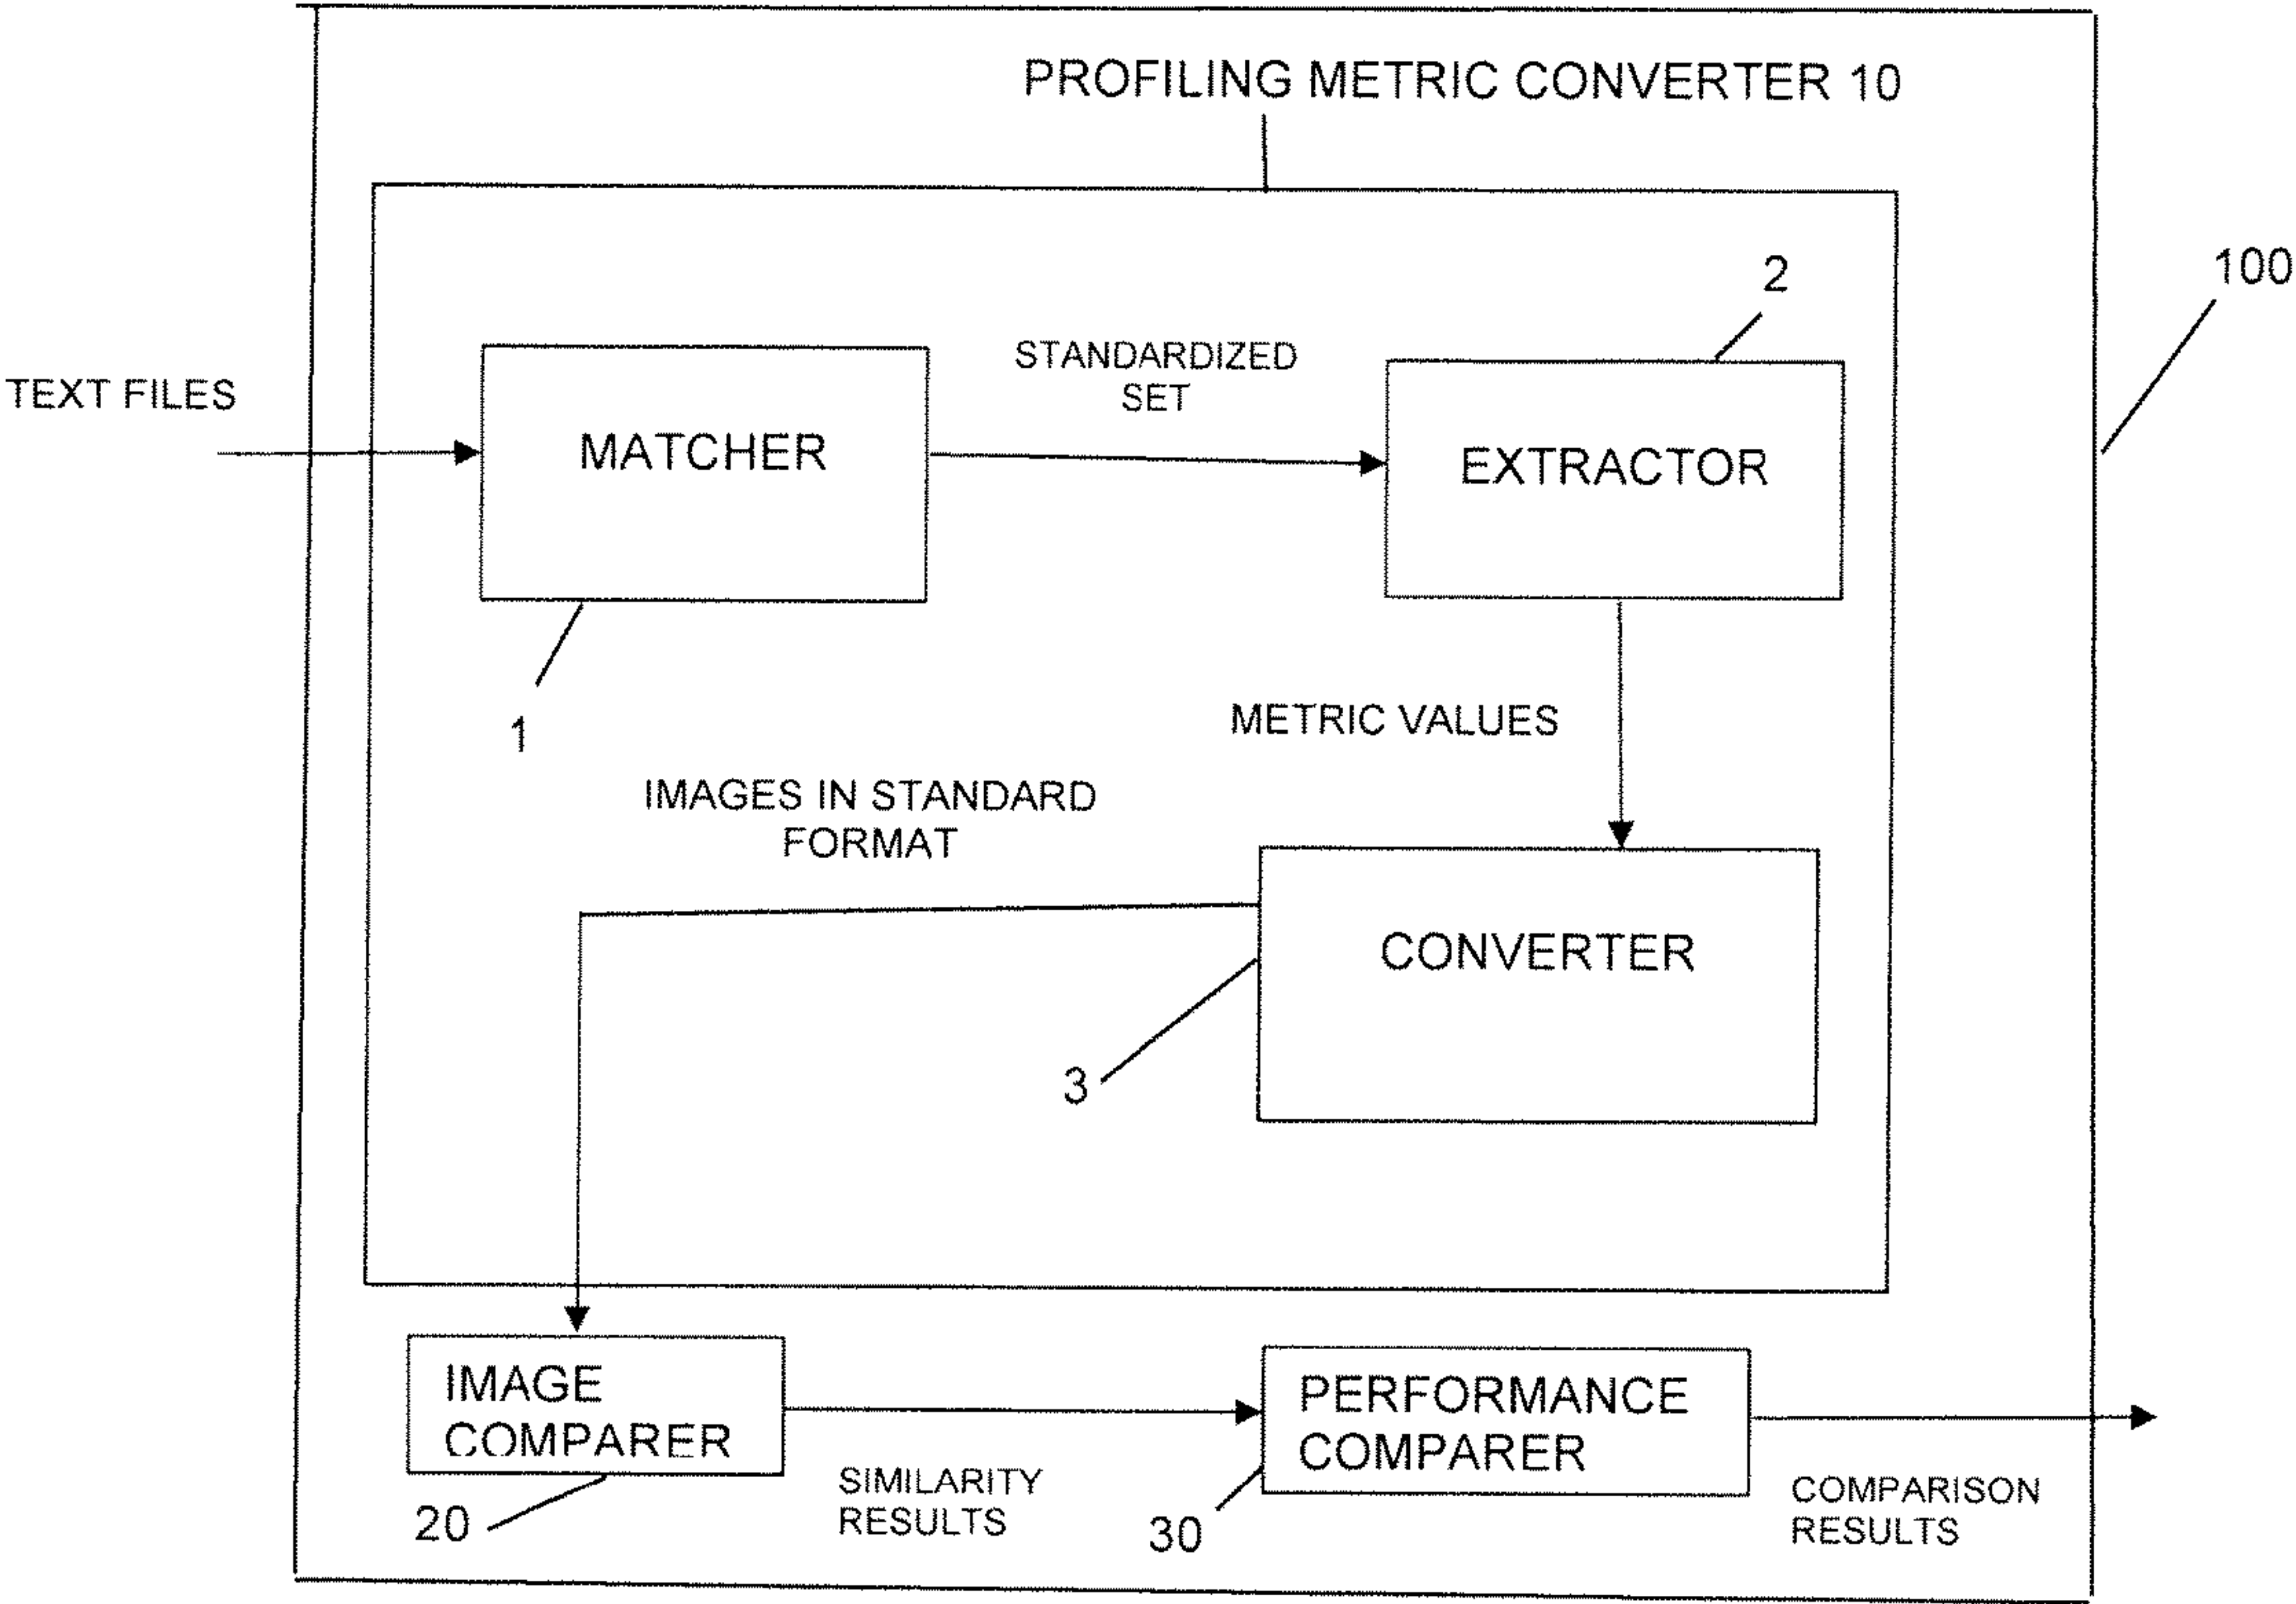 PROFILING METRIC CONVERTER 10
100
2
TEXT FILES
STANDARDIZED
SET
MATCHER
EXTRACTOR
1
METRIC VALUES
IMAGES IN STANDARD
FORMAT
CONVERTER
3
IMAGE
COMPARER
20
SIMILARITY
RESULTS
PERFORMANCE
COMPARER
30
COMPARISON
RESULTS